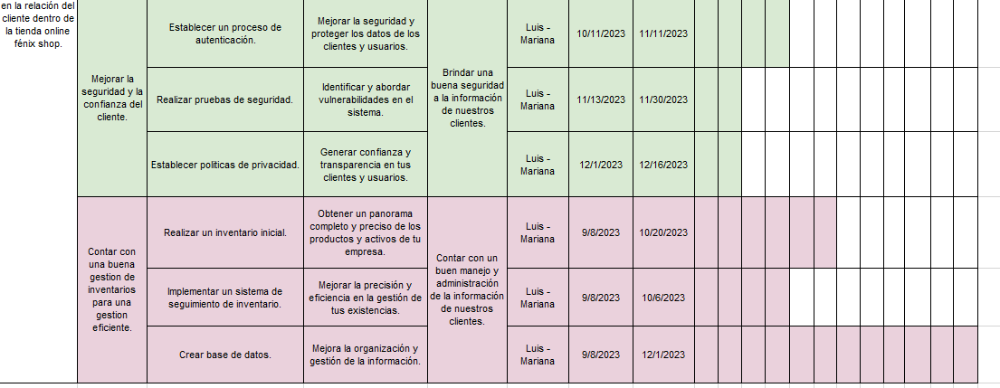 en la relación del
cliente dentro de
la tienda online
fénix shop.
Mejorar la
seguridad y la
confianza del
cliente.
Establecer un proceso de
autenticación.
Mejorar la seguridad y
proteger los datos de los
clientes y usuarios.
Brindar una
buena seguridad
a la información
de nuestros
clientes.
Luis -
Mariana
10/11/2023
11/11/2023
Realizar pruebas de seguridad.
Identificar y abordar
vulnerabilidades en el
sistema.
Luis -
Mariana
11/13/2023
11/30/2023
Establecer politicas de privacidad.
Generar confianza y
transparencia en tus
clientes y usuarios.
Luis -
Mariana
12/1/2023
12/16/2023
Contar con
una buena
gestion de
inventarios
para una
gestion
eficiente.
Realizar un inventario inicial.
Obtener un panorama
completo y preciso de los
productos y activos de tu
empresa.
Contar con un
buen manejo y
administración
de la información
de nuestros
clientes.
Luis -
Mariana
9/8/2023
10/20/2023
Implementar un sistema de
seguimiento de inventario.
Mejorar la precisión y
eficiencia en la gestión de
tus existencias.
Luis -
Mariana
9/8/2023
10/6/2023
Crear base de datos.
Mejora la organización y
gestión de la información.
Luis -
Mariana
9/8/2023
12/1/2023